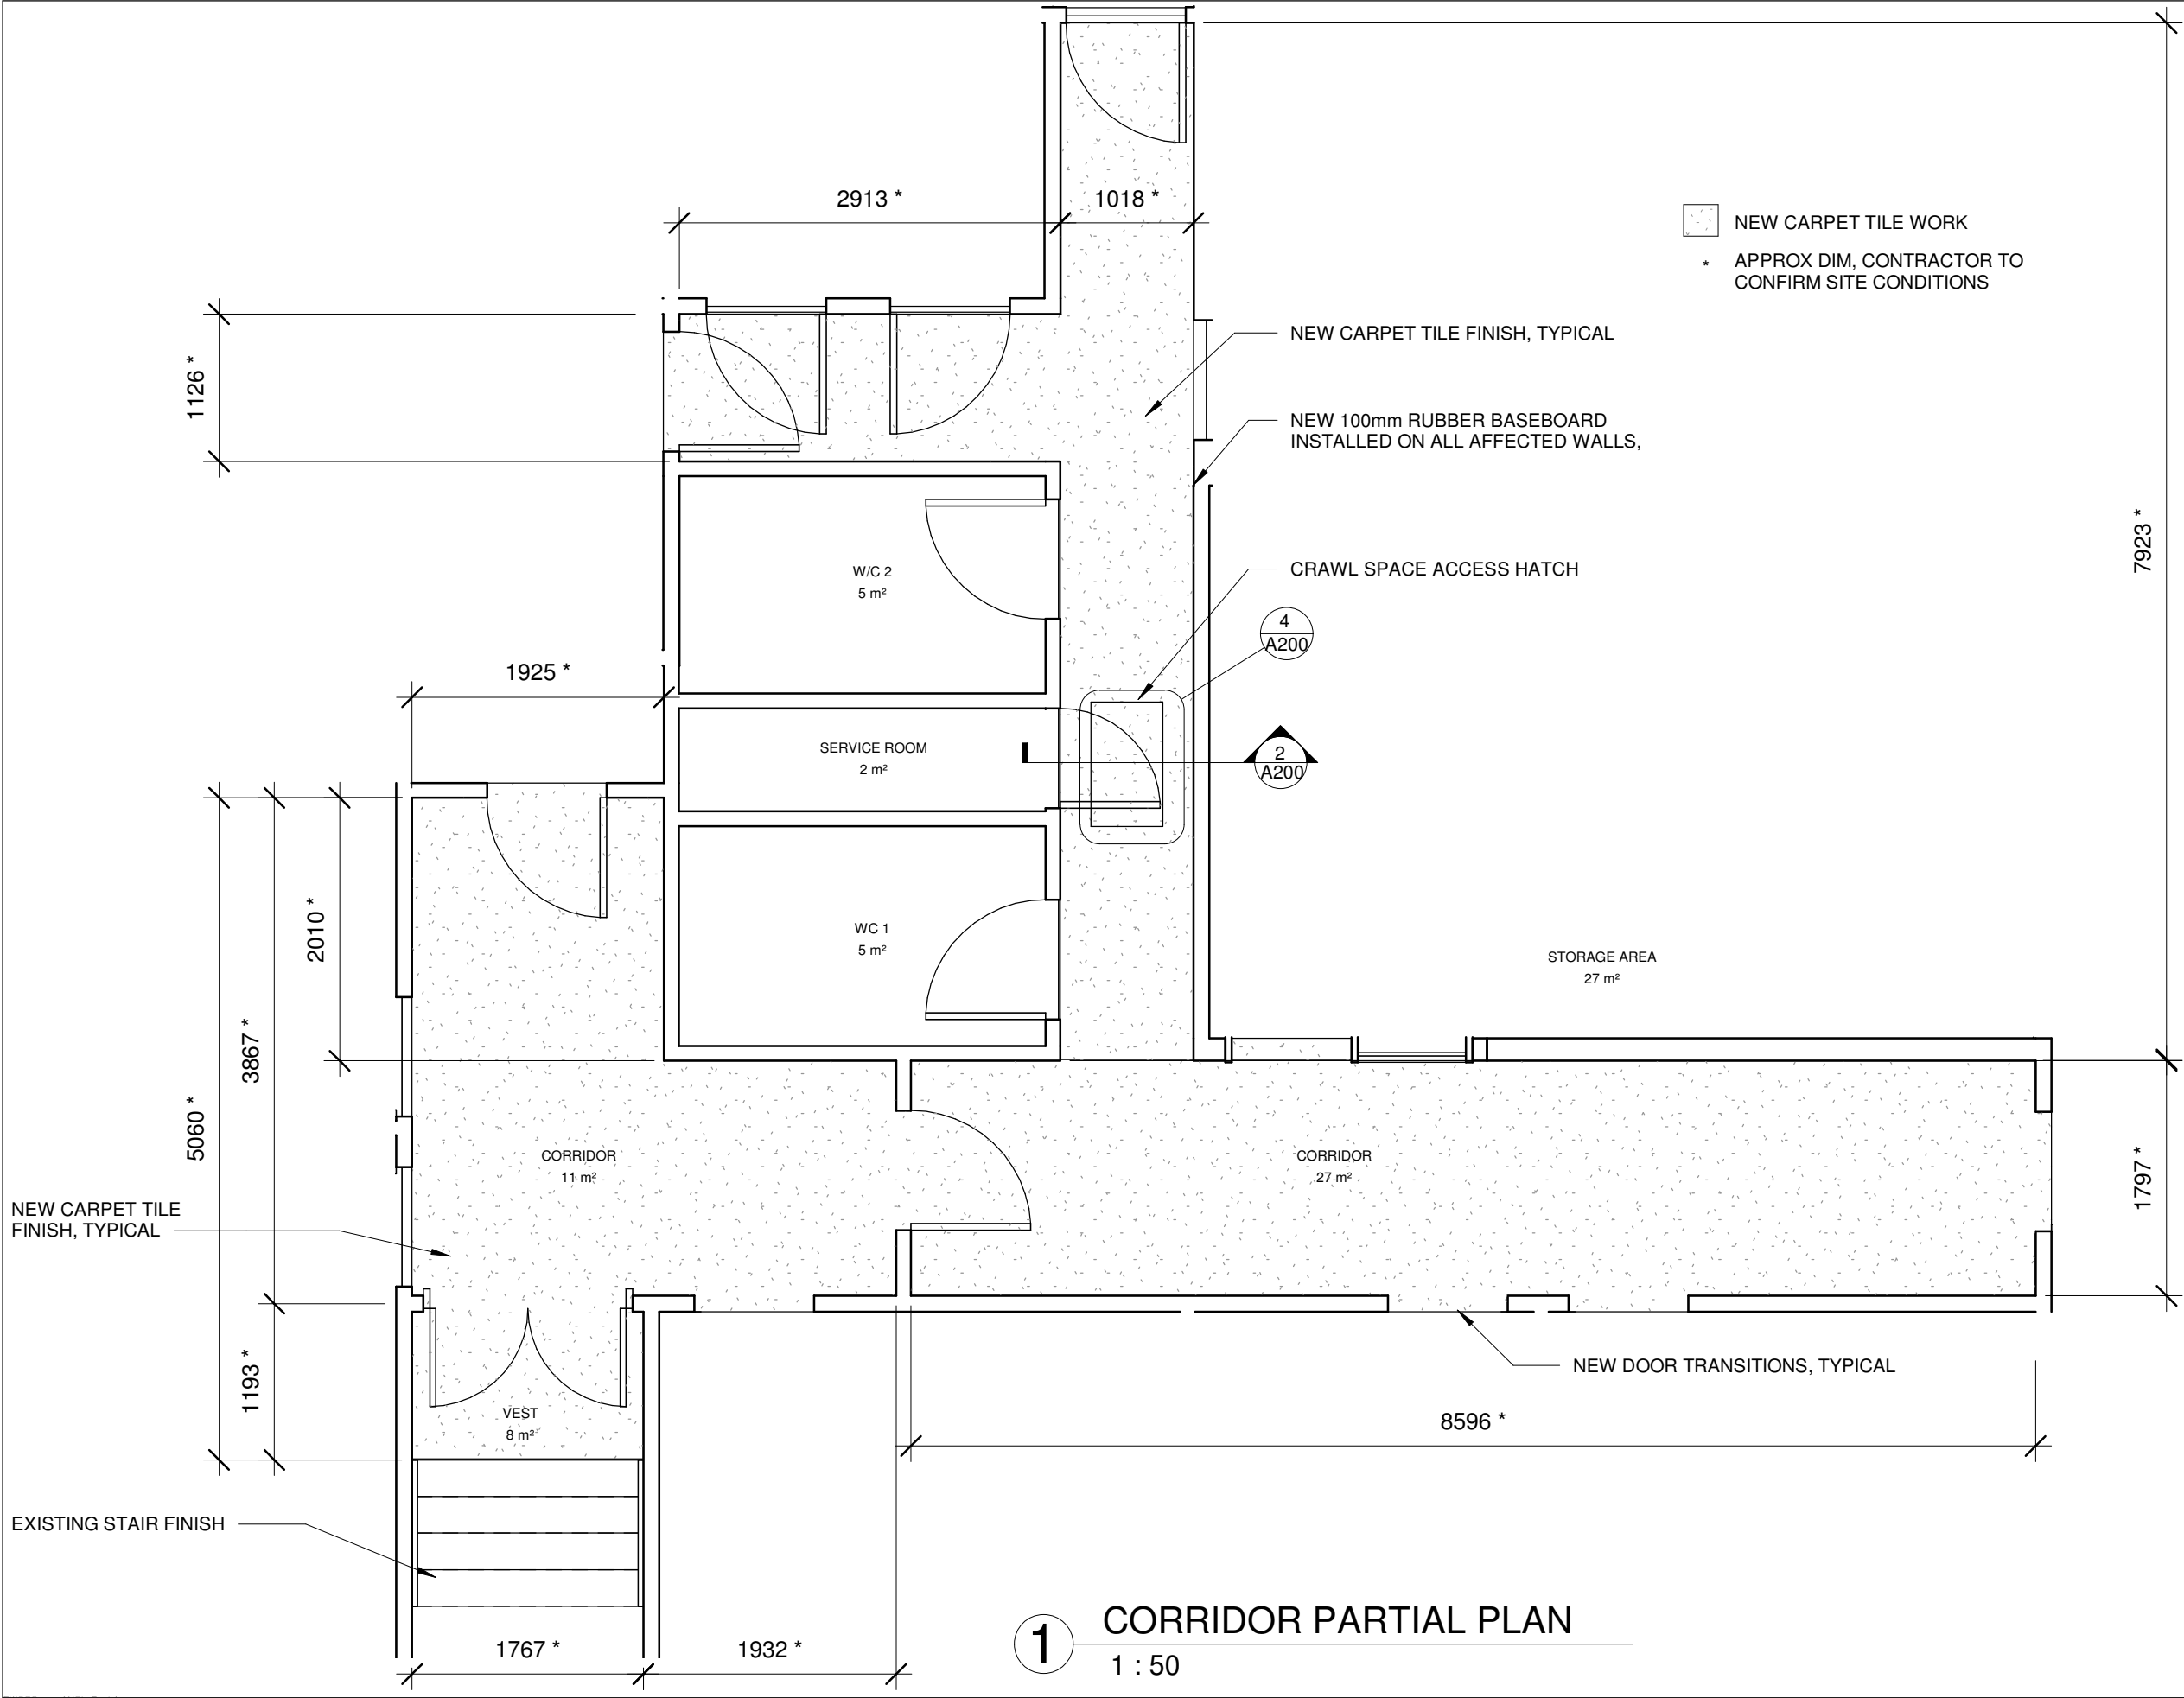 2913 *
1018 *
NEW CARPET TILE WORK
* APPROX DIM, CONTRACTOR TO
CONFIRM SITE CONDITIONS
1126 *
NEW CARPET TILE FINISH, TYPICAL
NEW 100mm RUBBER BASEBOARD
INSTALLED ON ALL AFFECTED WALLS,
7923 *
W/C 2
5 m²
CRAWL SPACE ACCESS HATCH
4
A200
1925 *
SERVICE ROOM
2 m²
2
A200
2010 *
WC 1
5 m²
STORAGE AREA
27 m²
3867 *
5060 *
CORRIDOR
11 m²
CORRIDOR
27 m²
1797 *
NEW CARPET TILE
FINISH, TYPICAL
1193 *
NEW DOOR TRANSITIONS, TYPICAL
VEST
8 m²
8596 *
EXISTING STAIR FINISH
1767 *
1932 *
1
CORRIDOR PARTIAL PLAN
1 : 50